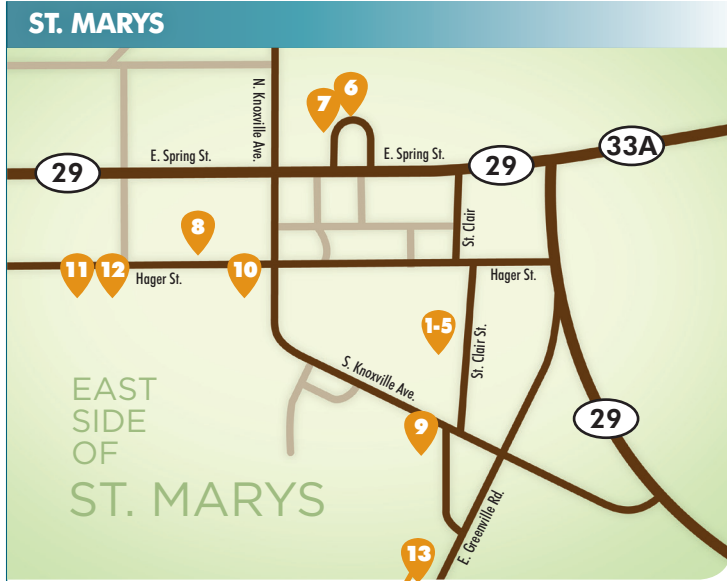 ST. MARYS
N. Knoxville Ave.
6
7
33A
E. Spring St.
E. Spring St.
29
29
8
St. Clair
11
12
Hager St.
10
Hager St.
1-5
St. Clair St.
S. Knoxville Ave.
EAST
SIDE
OF
ST. MARYS
9
29
E. Greenville Rd.
13